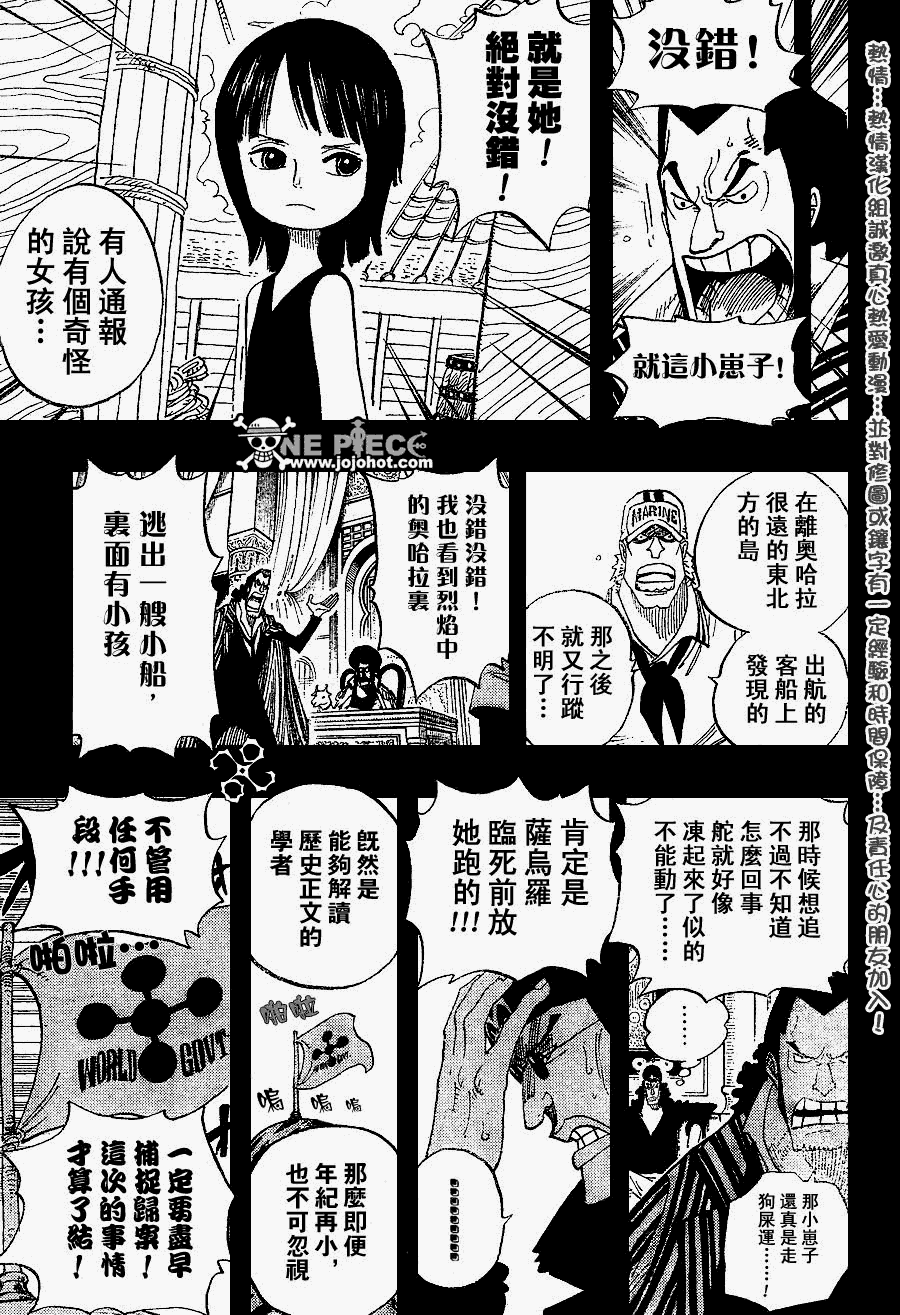 没錯！
就這小崽子！
就是她！
絕對沒錯！
有人通報
說有個奇怪
的女孩…
ONE PIECE
www.jojohot.com
在離奧哈拉
很遠的東北
方的島
出航的
客船上
發現的
MARINE
那之後
就又行蹤
不明了…
没錯没錯！
我也看到烈焰中
的奧哈拉裏
逃出一艘小船，
裏面有小孩
那時候想追
不過不知道
怎麼回事
舵就好像
凍起來了似的
不能動了……
……
那小崽子
還真是走
狗屎運……！
肯定是
薩烏羅
臨死前放
她跑的!!!
既然是
能夠解讀
歷史正文的
學者
啪啦
嗚
嗚
嗚
那麼即便
年紀再小，
也不可忽視
不管用
任何手
段!!!
啪啦…
WORLD GOVT
一定要盡早
捕捉歸案！
這次的事情
才算了結！
熱情…熱情漢化組誠邀真心熱愛動漫…並對修圖或鑲字有一定經驗和時間保障…及責任心的朋友加入！